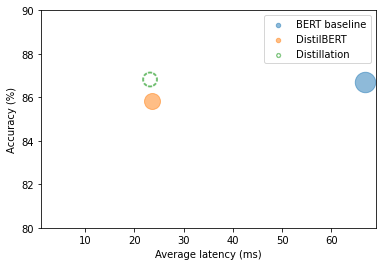 BERT baseline
DistilBERT
Distillation
Accuracy (%)
90
88
86
84
82
80
10 20 30 40 50 60
Average latency (ms)